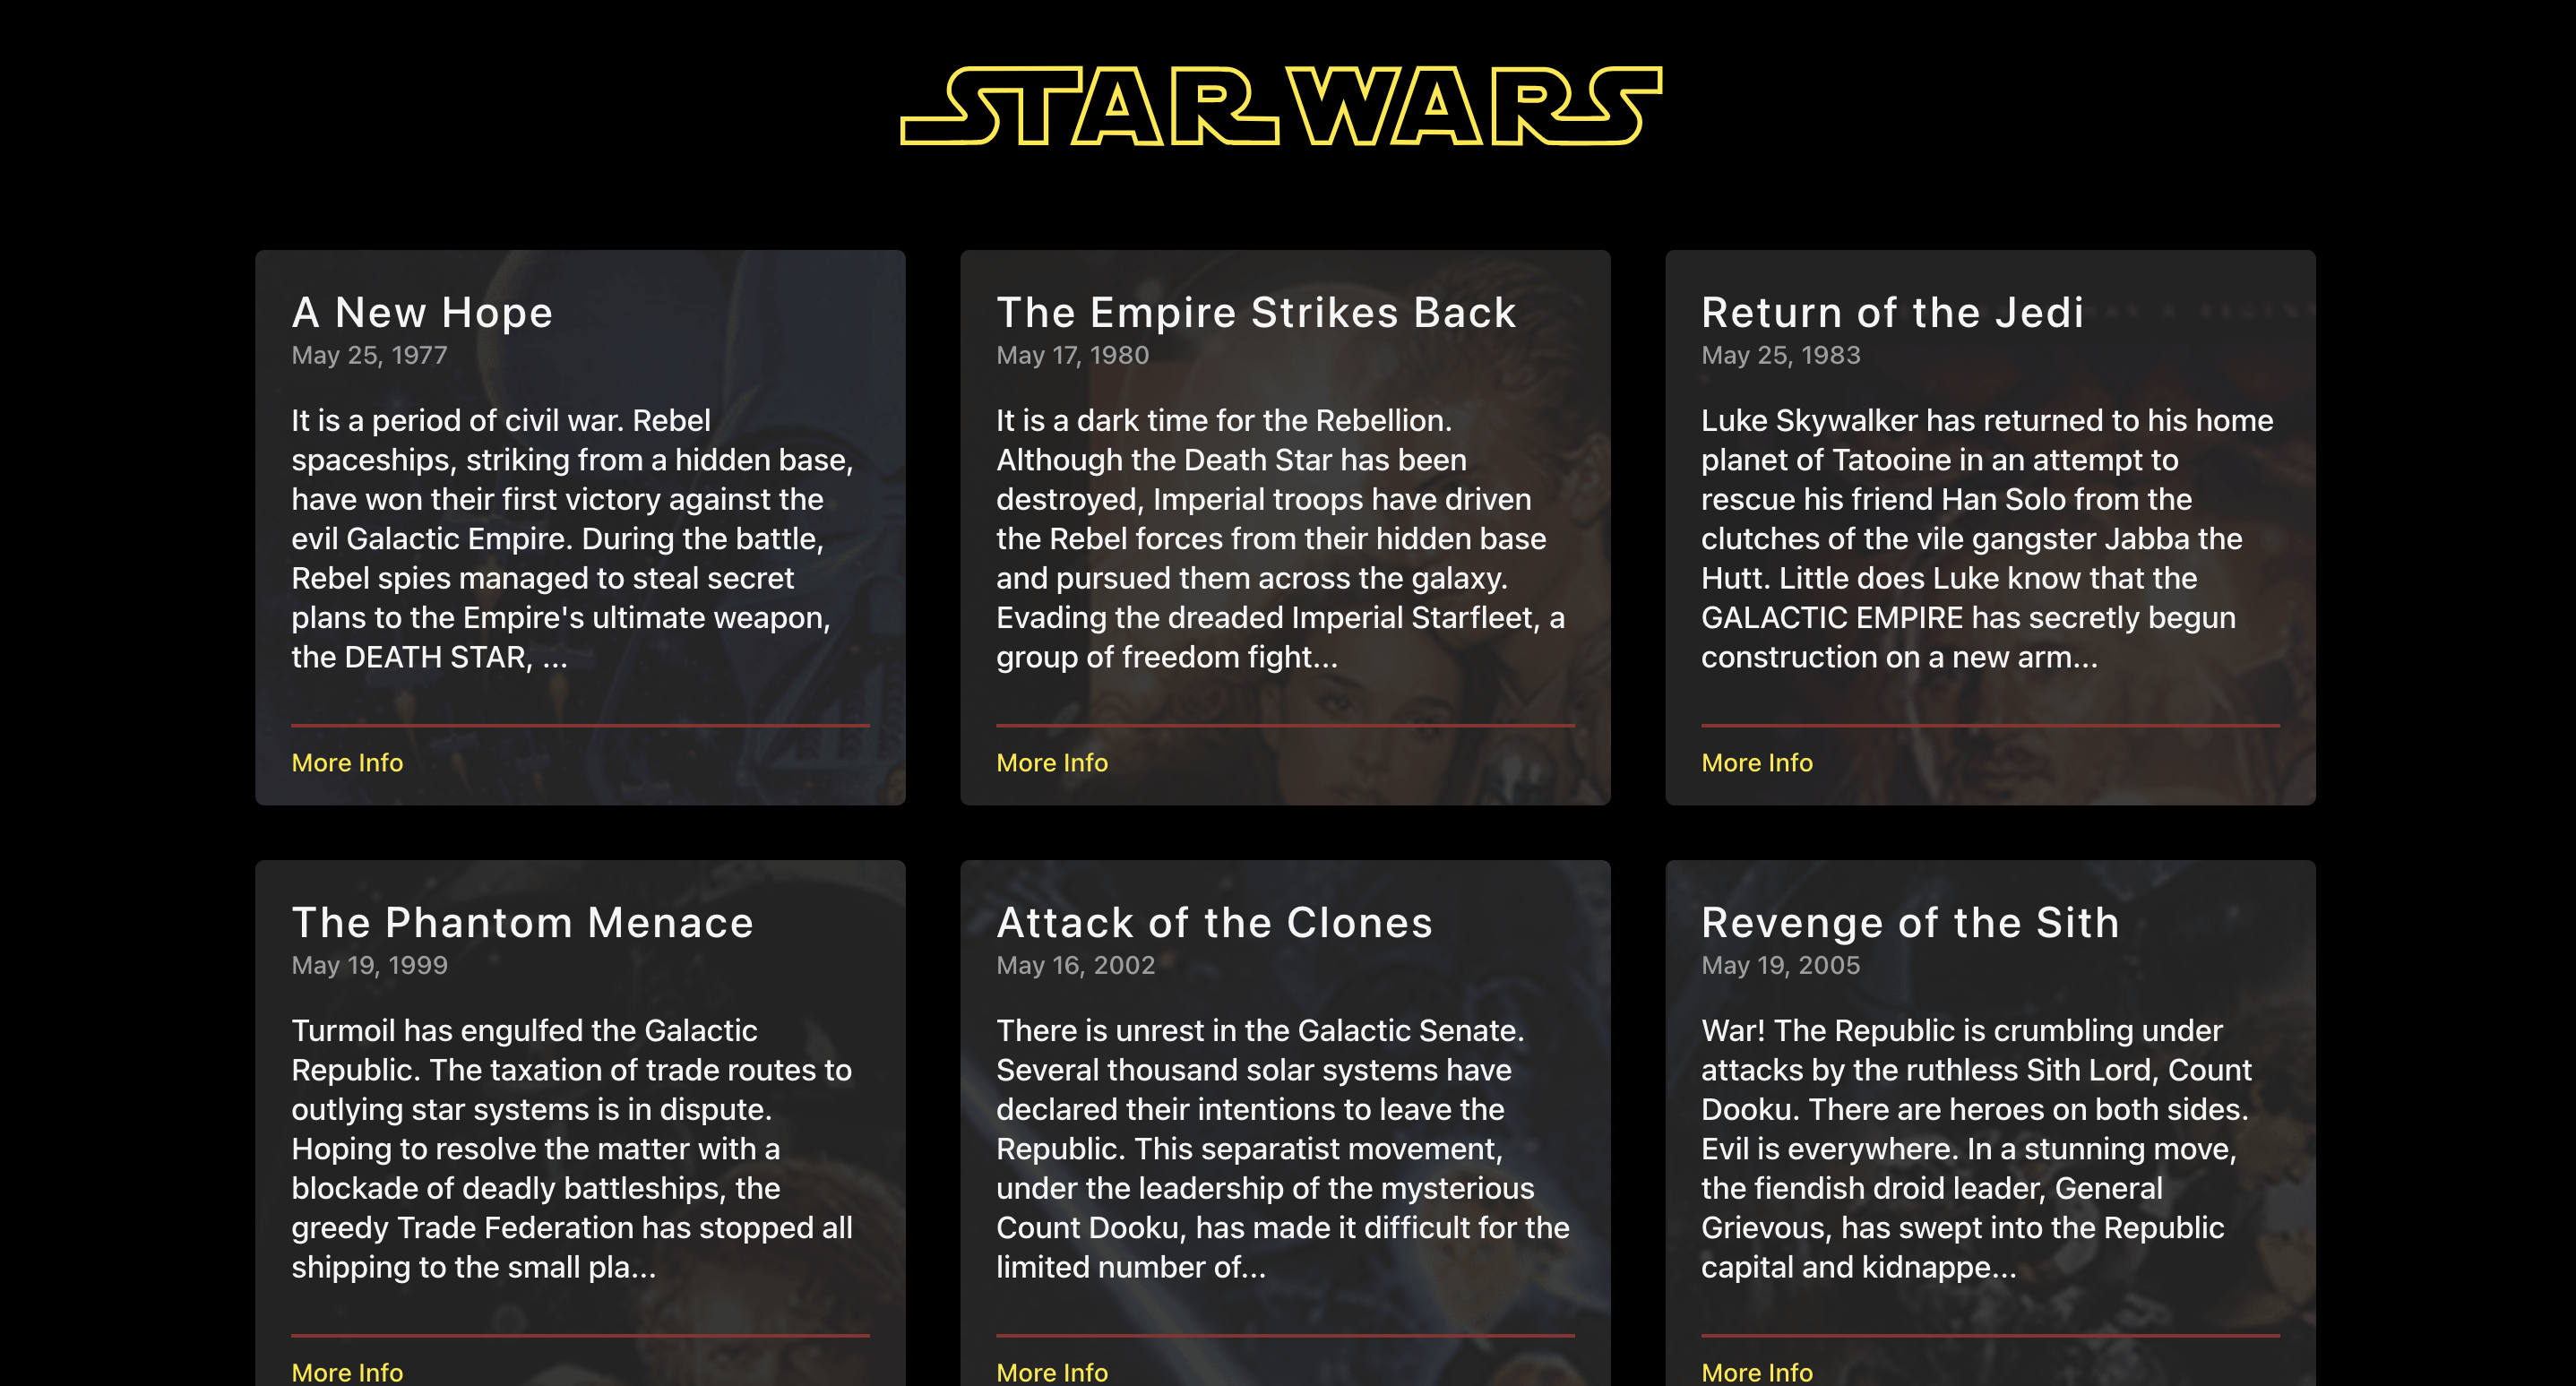 STAR WARS
A New Hope
May 25, 1977
It is a period of civil war. Rebel
spaceships, striking from a hidden base,
have won their first victory against the
evil Galactic Empire. During the battle,
Rebel spies managed to steal secret
plans to the Empire's ultimate weapon,
the DEATH STAR, ...
More Info
The Empire Strikes Back
May 17, 1980
It is a dark time for the Rebellion.
Although the Death Star has been
destroyed, Imperial troops have driven
the Rebel forces from their hidden base
and pursued them across the galaxy.
Evading the dreaded Imperial Starfleet, a
group of freedom fight...
More Info
Return of the Jedi
May 25, 1983
Luke Skywalker has returned to his home
planet of Tatooine in an attempt to
rescue his friend Han Solo from the
clutches of the vile gangster Jabba the
Hutt. Little does Luke know that the
GALACTIC EMPIRE has secretly begun
construction on a new arm...
More Info
The Phantom Menace
May 19, 1999
Turmoil has engulfed the Galactic
Republic. The taxation of trade routes to
outlying star systems is in dispute.
Hoping to resolve the matter with a
blockade of deadly battleships, the
greedy Trade Federation has stopped all
shipping to the small pla...
More Info
Attack of the Clones
May 16, 2002
There is unrest in the Galactic Senate.
Several thousand solar systems have
declared their intentions to leave the
Republic. This separatist movement,
under the leadership of the mysterious
Count Dooku, has made it difficult for the
limited number of...
More Info
Revenge of the Sith
May 19, 2005
War! The Republic is crumbling under
attacks by the ruthless Sith Lord, Count
Dooku. There are heroes on both sides.
Evil is everywhere. In a stunning move,
the fiendish droid leader, General
Grievous, has swept into the Republic
capital and kidnappe...
More Info